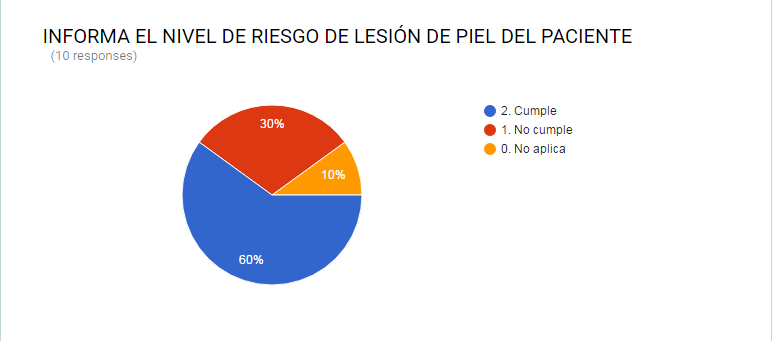 INFORMA EL NIVEL DE RIESGO DE LESIÓN DE PIEL DEL PACIENTE
(10 responses)
2. Cumple
1. No cumple
0. No aplica
30%
10%
60%